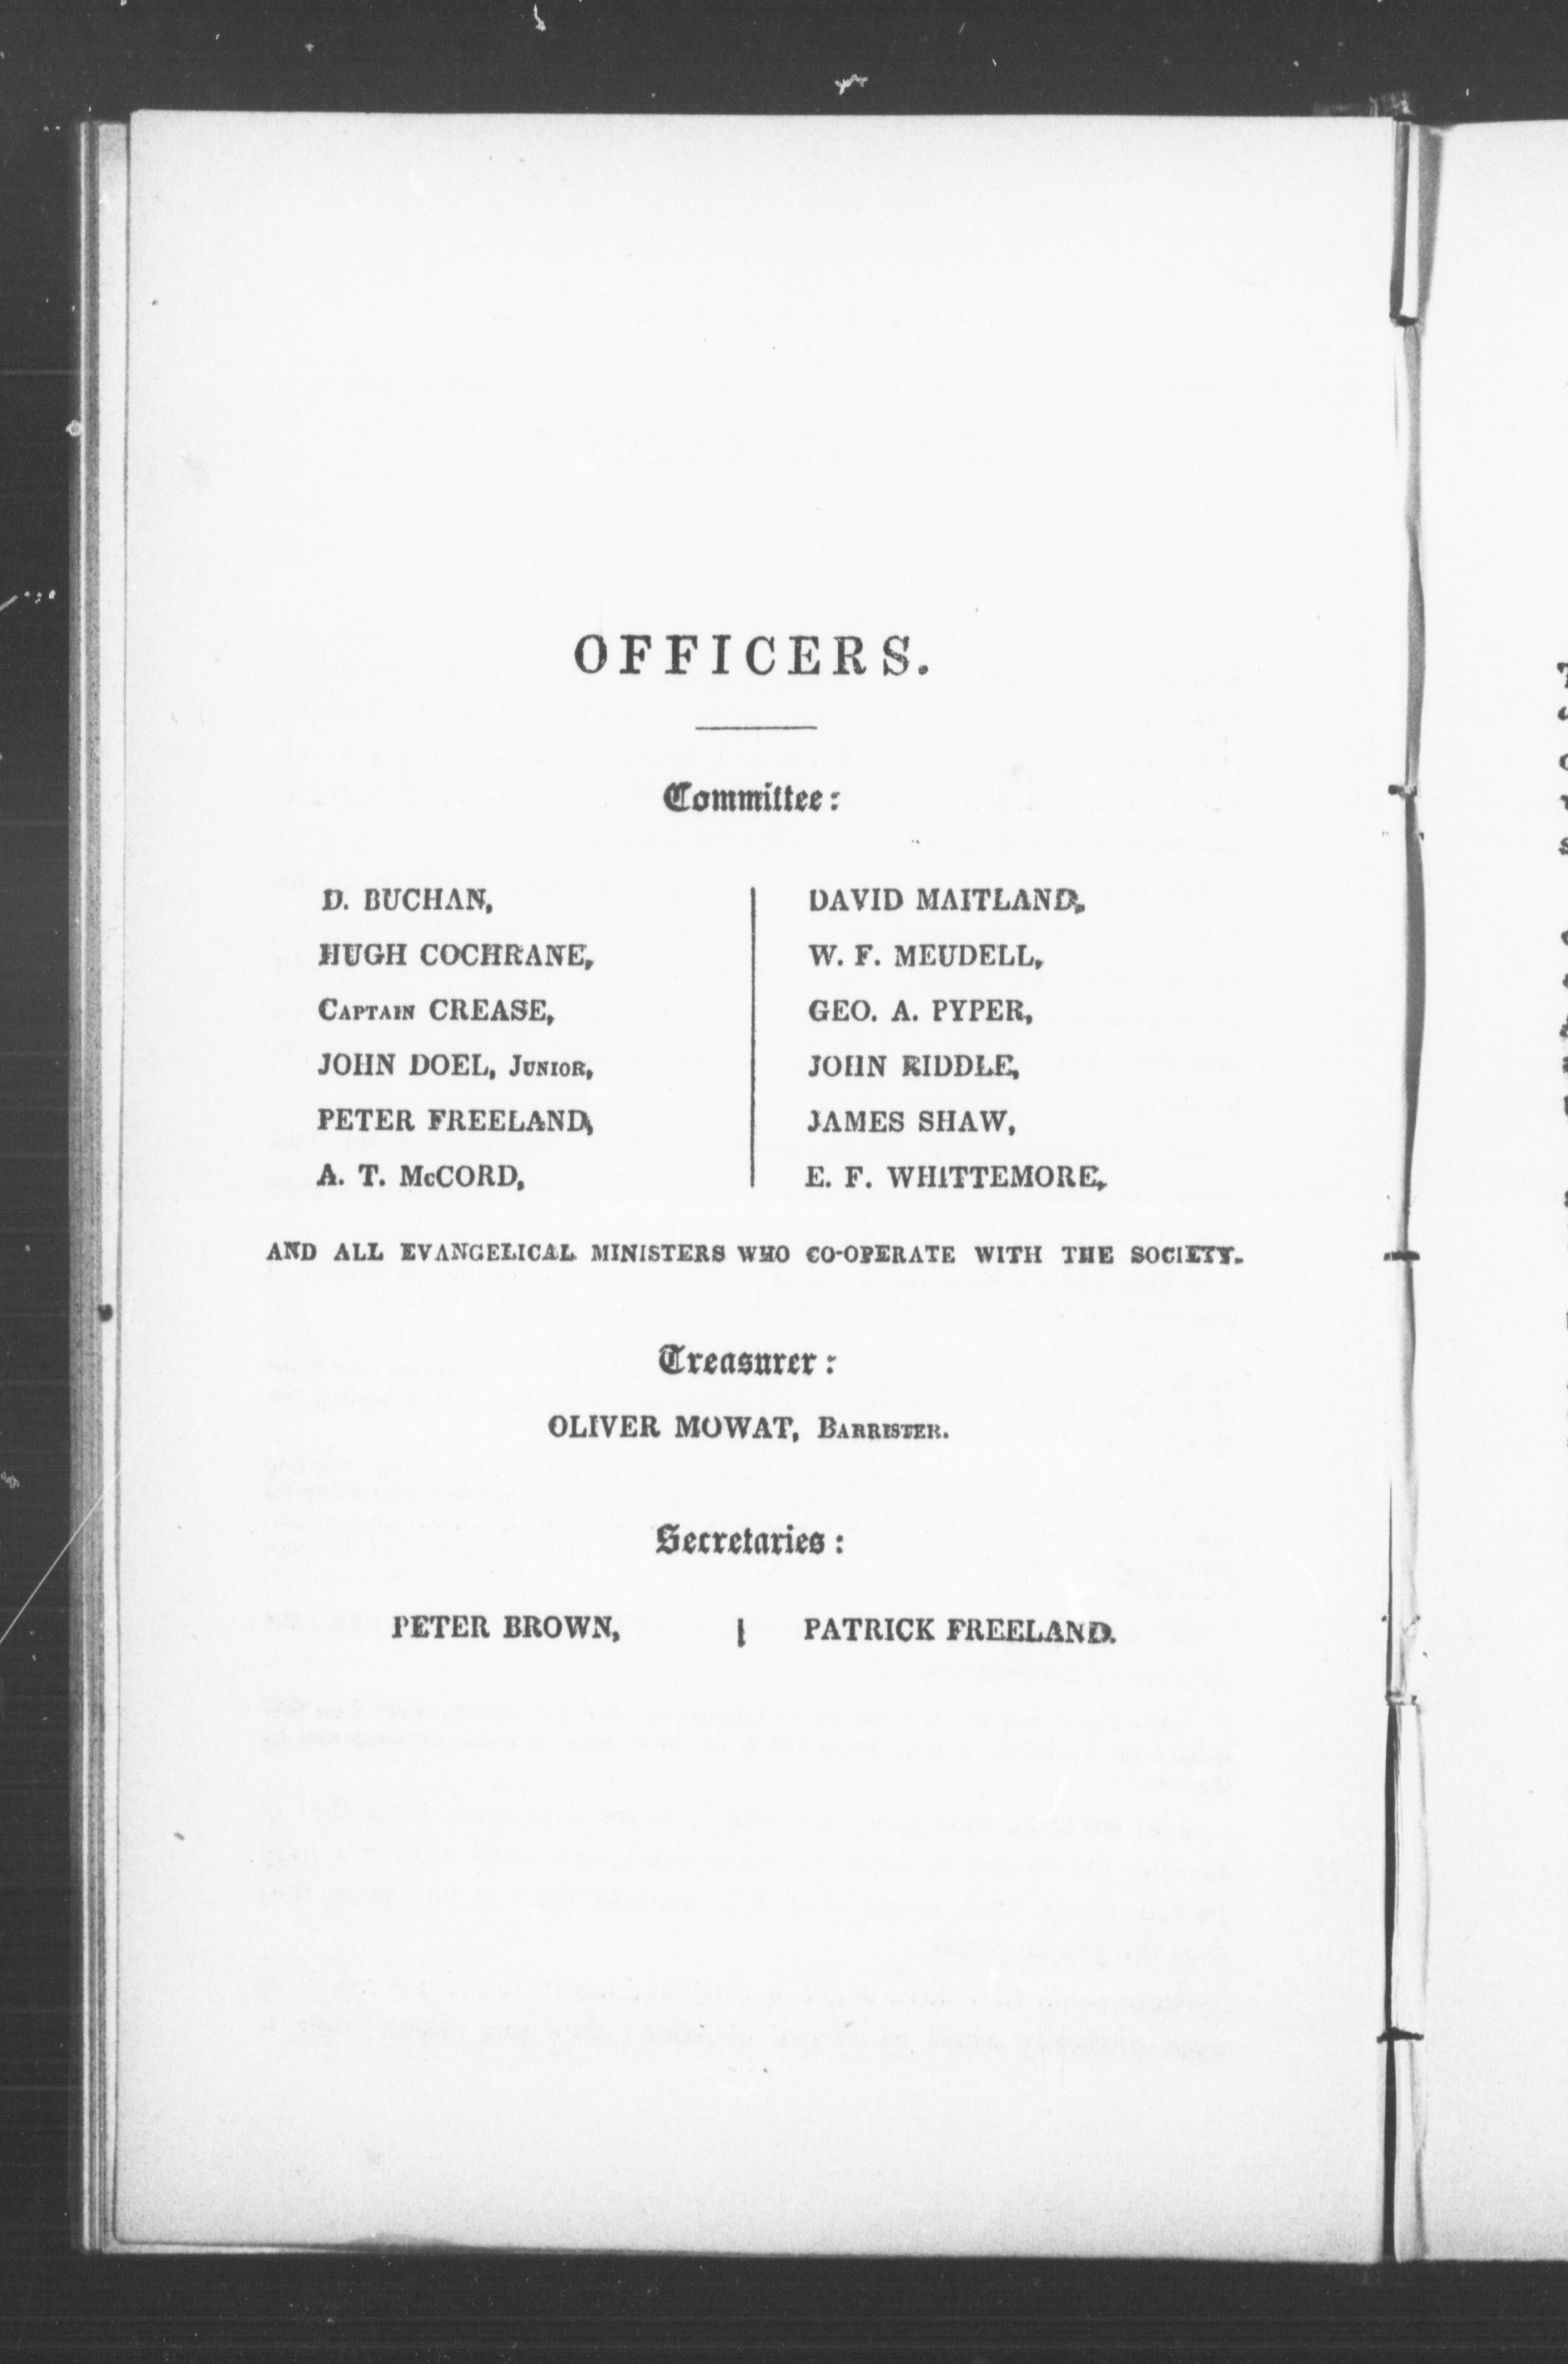 OFFICERS.
Committee:
D. BUCHAN,
HUGH COCHRANE,
CAPTAIN CREASE,
JOHN DOEL, JUNIOR,
PETER FREELAND,
A. T. McCORD,
DAVID MAITLAND,
W. F. MEUDELL,
GEO. A. PYPER,
JOHN RIDDLE,
JAMES SHAW,
E. F. WHITTEMORE,
AND ALL EVANGELICAL MINISTERS WHO CO-OPERATE WITH THE SOCIETY.
Treasurer:
OLIVER MOWAT, BARRISTER.
Secretaries:
PETER BROWN,
PATRICK FREELAND.